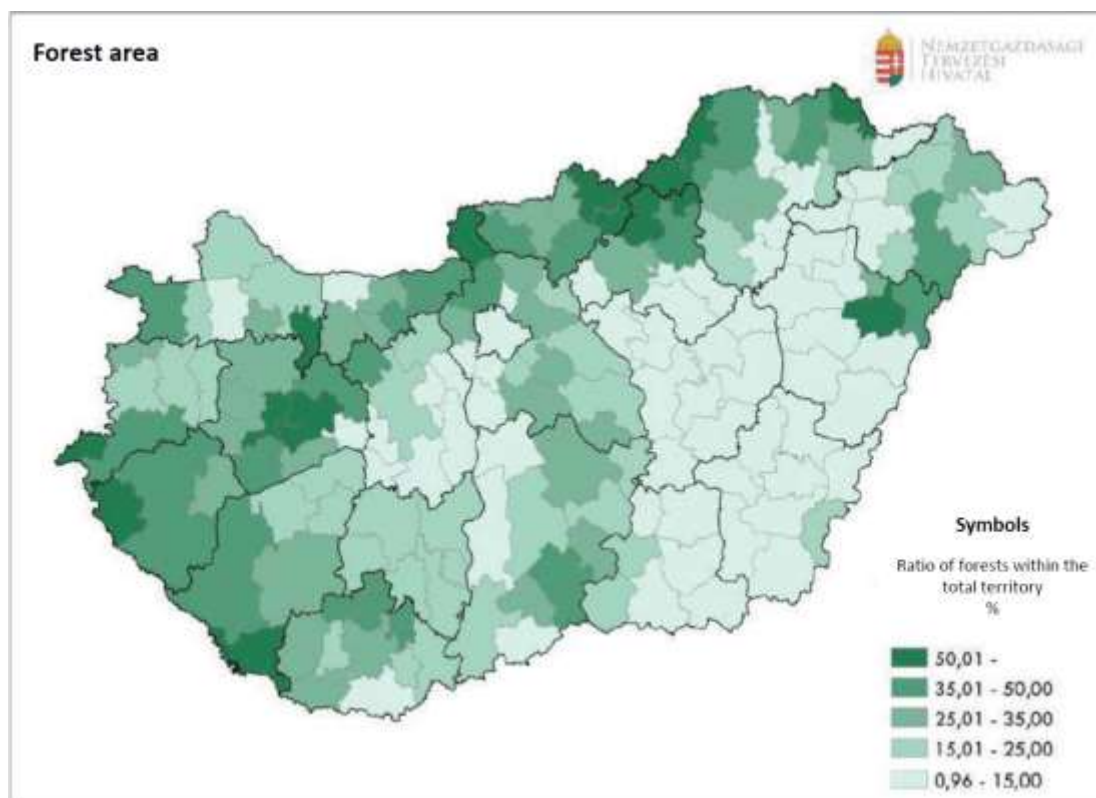 Forest area
NEMZETGAZDASÁGI
TERVEZÉSI
HIVATAL
Symbols
Ratio of forests within the
total territory
%
50,01 -
35,01 - 50,00
25,01 - 35,00
15,01 - 25,00
0,96 - 15,00